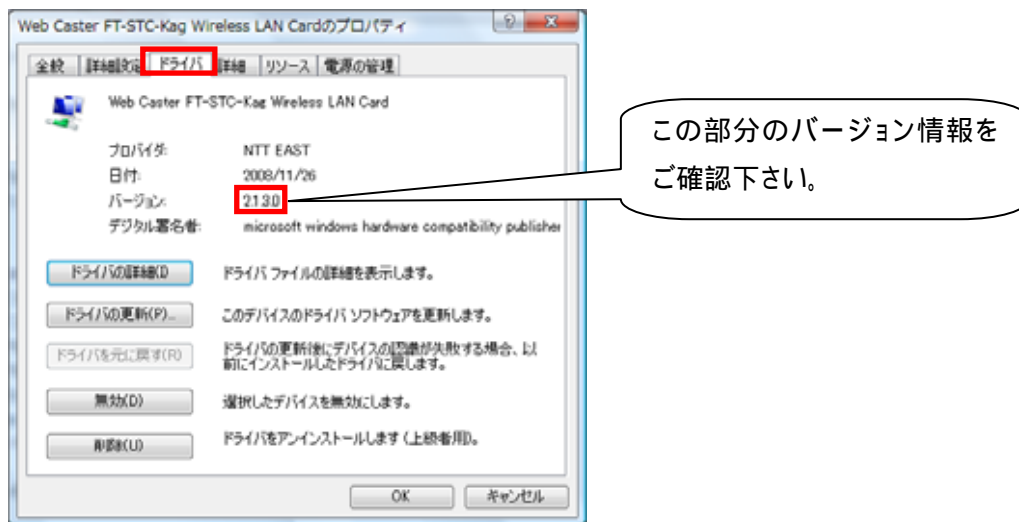 Web Caster FT-STC-Kag Wireless LAN Cardのプロパティ
全般 詳細設定 ドライバ 詳細 リソース 電源の管理
Web Caster FT-STC-Kag Wireless LAN Card
プロバイダ: NTT EAST
日付: 2008/11/26
バージョン: 2.1.3.0
デジタル署名者: microsoft windows hardware compatibility publisher
ドライバの詳細(I) ドライバ ファイルの詳細を表示します。
ドライバの更新(P)... このデバイスのドライバ ソフトウェアを更新します。
ドライバを元に戻す(R) ドライバの更新後にデバイスの認識が失敗する場合、以
前にインストールしたドライバに戻します。
無効(D) 選択したデバイスを無効にします。
削除(U) ドライバをアンインストールします (上級者用)。
OK キャンセル
この部分のバージョン情報を
ご確認下さい。